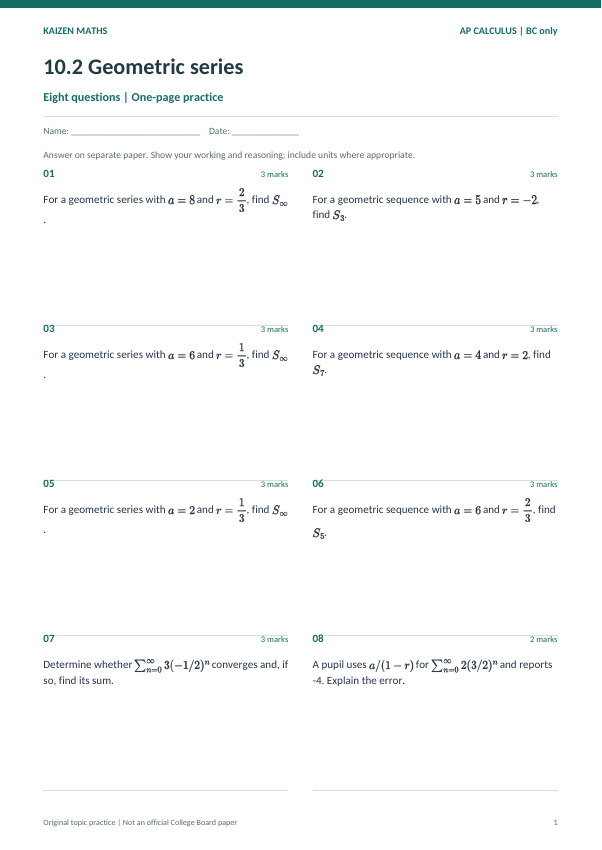 KAIZEN MATHS
AP CALCULUS | BC only
10.2 Geometric series
Eight questions | One-page practice
Name: ______________________________ Date: _____________
Answer on separate paper. Show your working and reasoning; include units where appropriate.
01 3 marks
For a geometric series with a = 8 and r = 2/3, find S∞
.
02 3 marks
For a geometric sequence with a = 5 and r = −2,
find S₃.
03 3 marks
For a geometric series with a = 6 and r = 1/3, find S∞
.
04 3 marks
For a geometric sequence with a = 4 and r = 2, find
S₇.
05 3 marks
For a geometric series with a = 2 and r = 1/3, find S∞
.
06 3 marks
For a geometric sequence with a = 6 and r = 2/3, find
S₅.
07 3 marks
Determine whether ∑_{n=0}^{∞} 3(−1/2)ⁿ converges and, if
so, find its sum.
08 2 marks
A pupil uses a/(1 − r) for ∑_{n=0}^{∞} 2(3/2)ⁿ and reports
-4. Explain the error.
Original topic practice | Not an official College Board paper
1